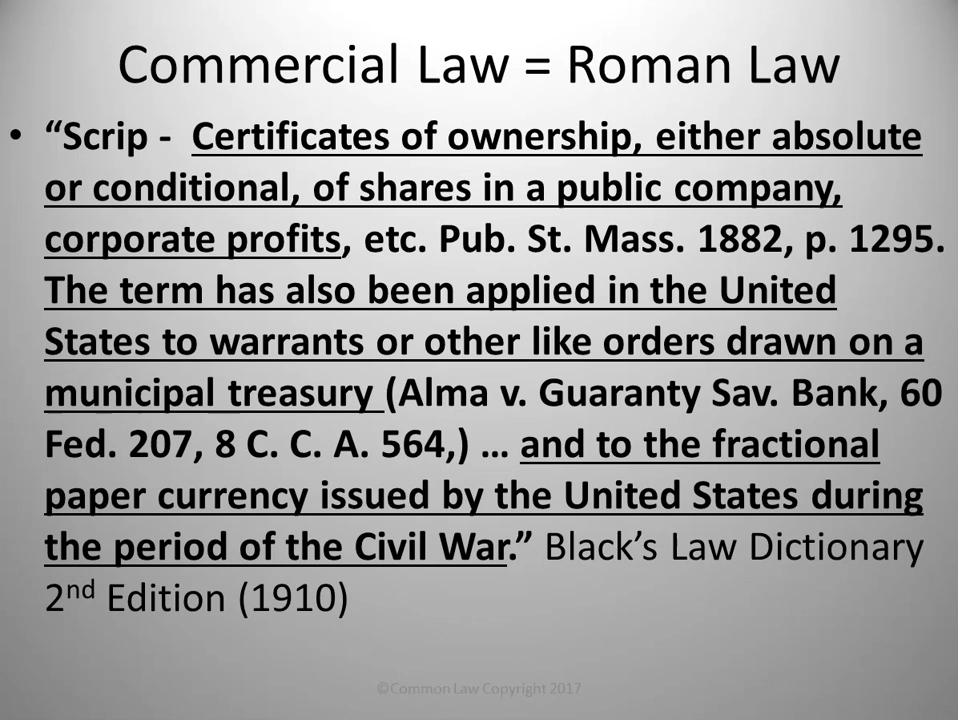 Commercial Law = Roman Law
• “Scrip - Certificates of ownership, either absolute
or conditional, of shares in a public company,
corporate profits, etc. Pub. St. Mass. 1882, p. 1295.
The term has also been applied in the United
States to warrants or other like orders drawn on a
municipal treasury (Alma v. Guaranty Sav. Bank, 60
Fed. 207, 8 C. C. A. 564,) … and to the fractional
paper currency issued by the United States during
the period of the Civil War.” Black’s Law Dictionary
2nd Edition (1910)
©Common Law Copyright 2017